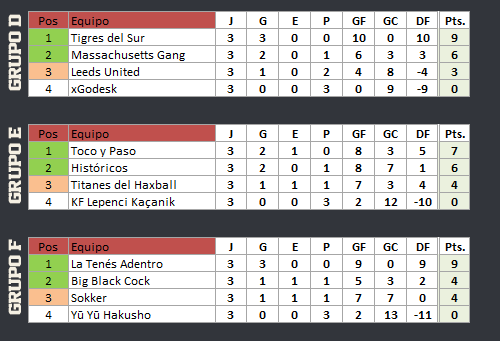 GRUPO D
Pos Equipo J G E P GF GC DF Pts.
1 Tigres del Sur 3 3 0 0 10 0 10 9
2 Massachusetts Gang 3 2 0 1 6 3 3 6
3 Leeds United 3 1 0 2 4 8 -4 3
4 xGodesk 3 0 0 3 0 9 -9 0
GRUPO E
Pos Equipo J G E P GF GC DF Pts.
1 Toco y Paso 3 2 1 0 8 3 5 7
2 Históricos 3 2 0 1 8 7 1 6
3 Titanes del Haxball 3 1 1 1 7 3 4 4
4 KF Lepenci Kaçanik 3 0 0 3 2 12 -10 0
GRUPO F
Pos Equipo J G E P GF GC DF Pts.
1 La Tenés Adentro 3 3 0 0 9 0 9 9
2 Big Black Cock 3 1 1 1 5 3 2 4
3 Sokker 3 1 1 1 7 7 0 4
4 Yū Yū Hakusho 3 0 0 3 2 13 -11 0